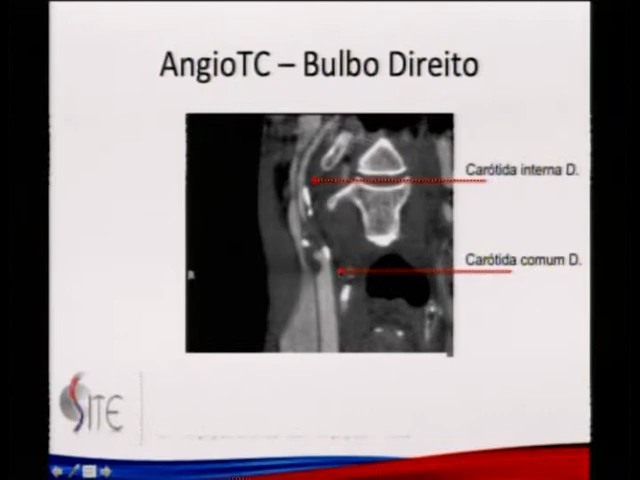 AngioTC – Bulbo Direito
Carótida interna D.
Carótida comum D.
R
SITE